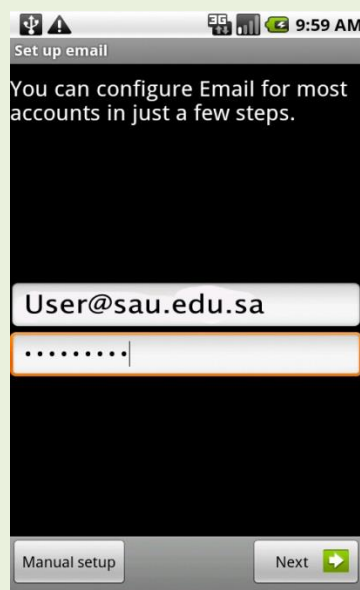 3G 9:59 AM
Set up email
You can configure Email for most
accounts in just a few steps.
User@sau.edu.sa
•••••••••
Manual setup Next